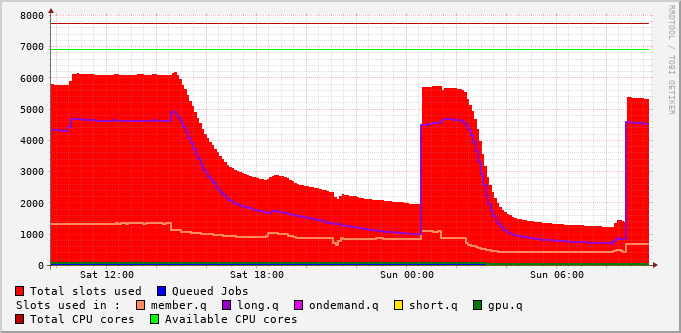 8000
7000
6000
5000
4000
3000
2000
1000
0
Sat 12:00 Sat 18:00 Sun 00:00 Sun 06:00
RRDTOOL / TOBI OETIKER
Total slots used Queued Jobs
Slots used in : member.q long.q ondemand.q short.q gpu.q
Total CPU cores Available CPU cores